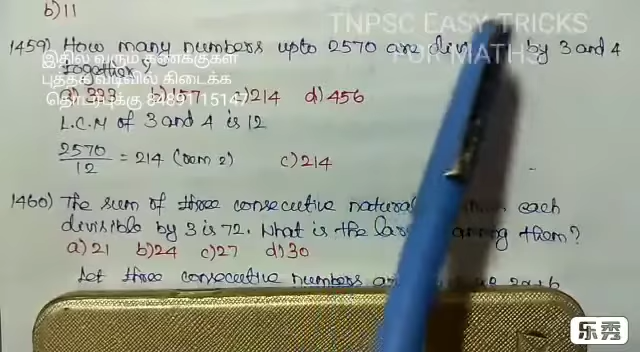 b) 11
TNPSC EASY TRICKS
FOR MATHS
1459) How many numbers upto 2570 are by 3 and 4
together?
இதில் வரும் கணக்குகள்
புத்தக வடிவில் கிடைக்க
தொடர்புக்கு 8489115147
a) 333 b) 157 c) 214 d) 456
L.C.M of 3 and 4 is 12
2570/12 = 214 (rem 2) c) 214
1460) The sum of three consecutive natural each
divisible by 3 is 72. What is the among them?
a) 21 b) 24 c) 27 d) 30
Let three consecutive numbers
乐秀